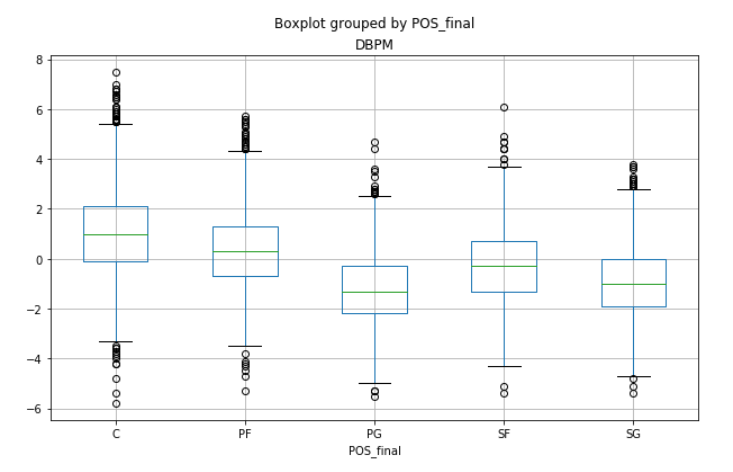 Boxplot grouped by POS_final
DBPM
8
6
4
2
0
−2
−4
−6
C PF PG SF SG
POS_final